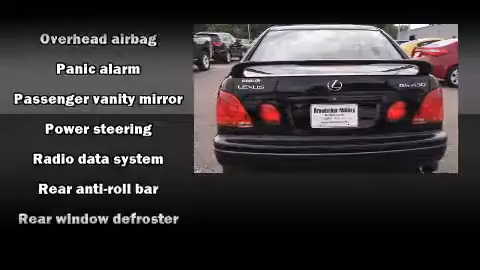 Overhead airbag
Panic alarm
Passenger vanity mirror
Power steering
Radio data system
Rear anti-roll bar
Rear window defroster
LEXUS